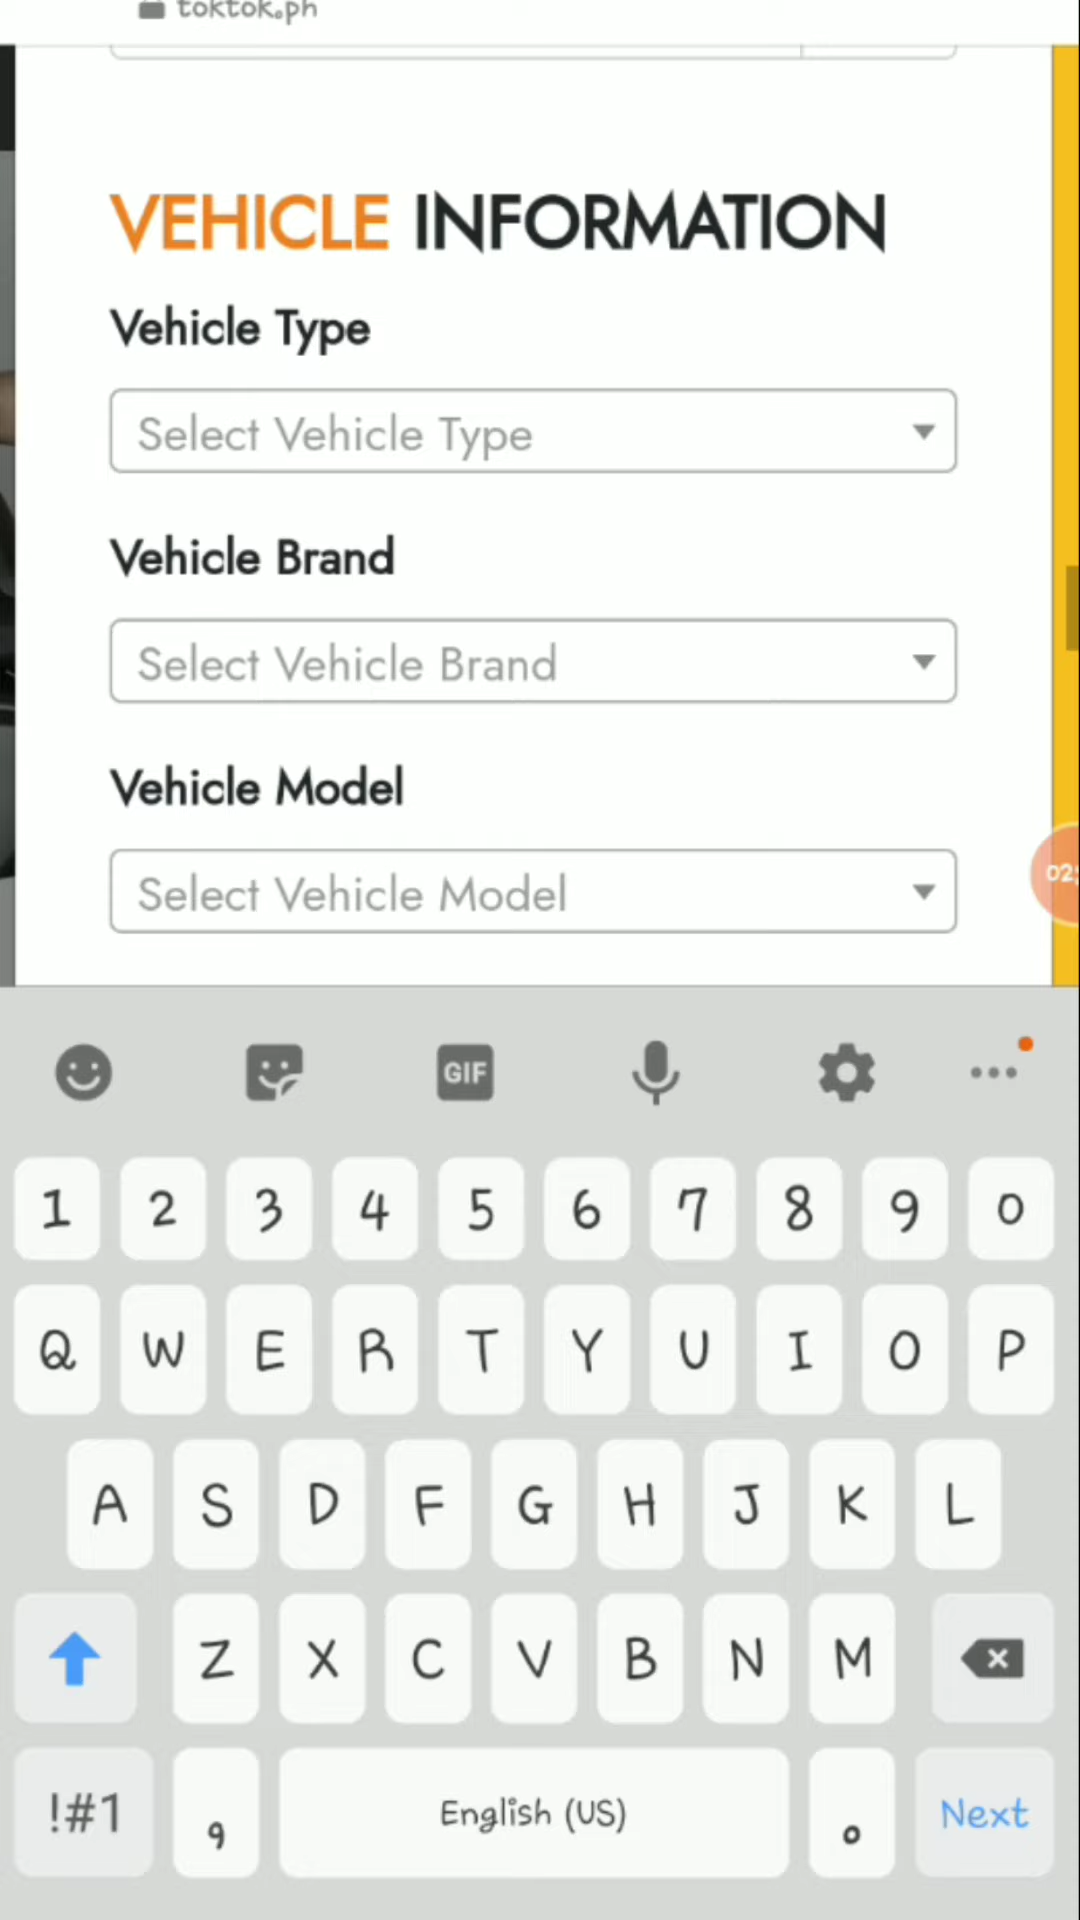 toktok.ph
VEHICLE INFORMATION
Vehicle Type
Select Vehicle Type
Vehicle Brand
Select Vehicle Brand
Vehicle Model
Select Vehicle Model
02:
GIF
1 2 3 4 5 6 7 8 9 0
Q W E R T Y U I O P
A S D F G H J K L
Z X C V B N M
!#1 , English (US) . Next